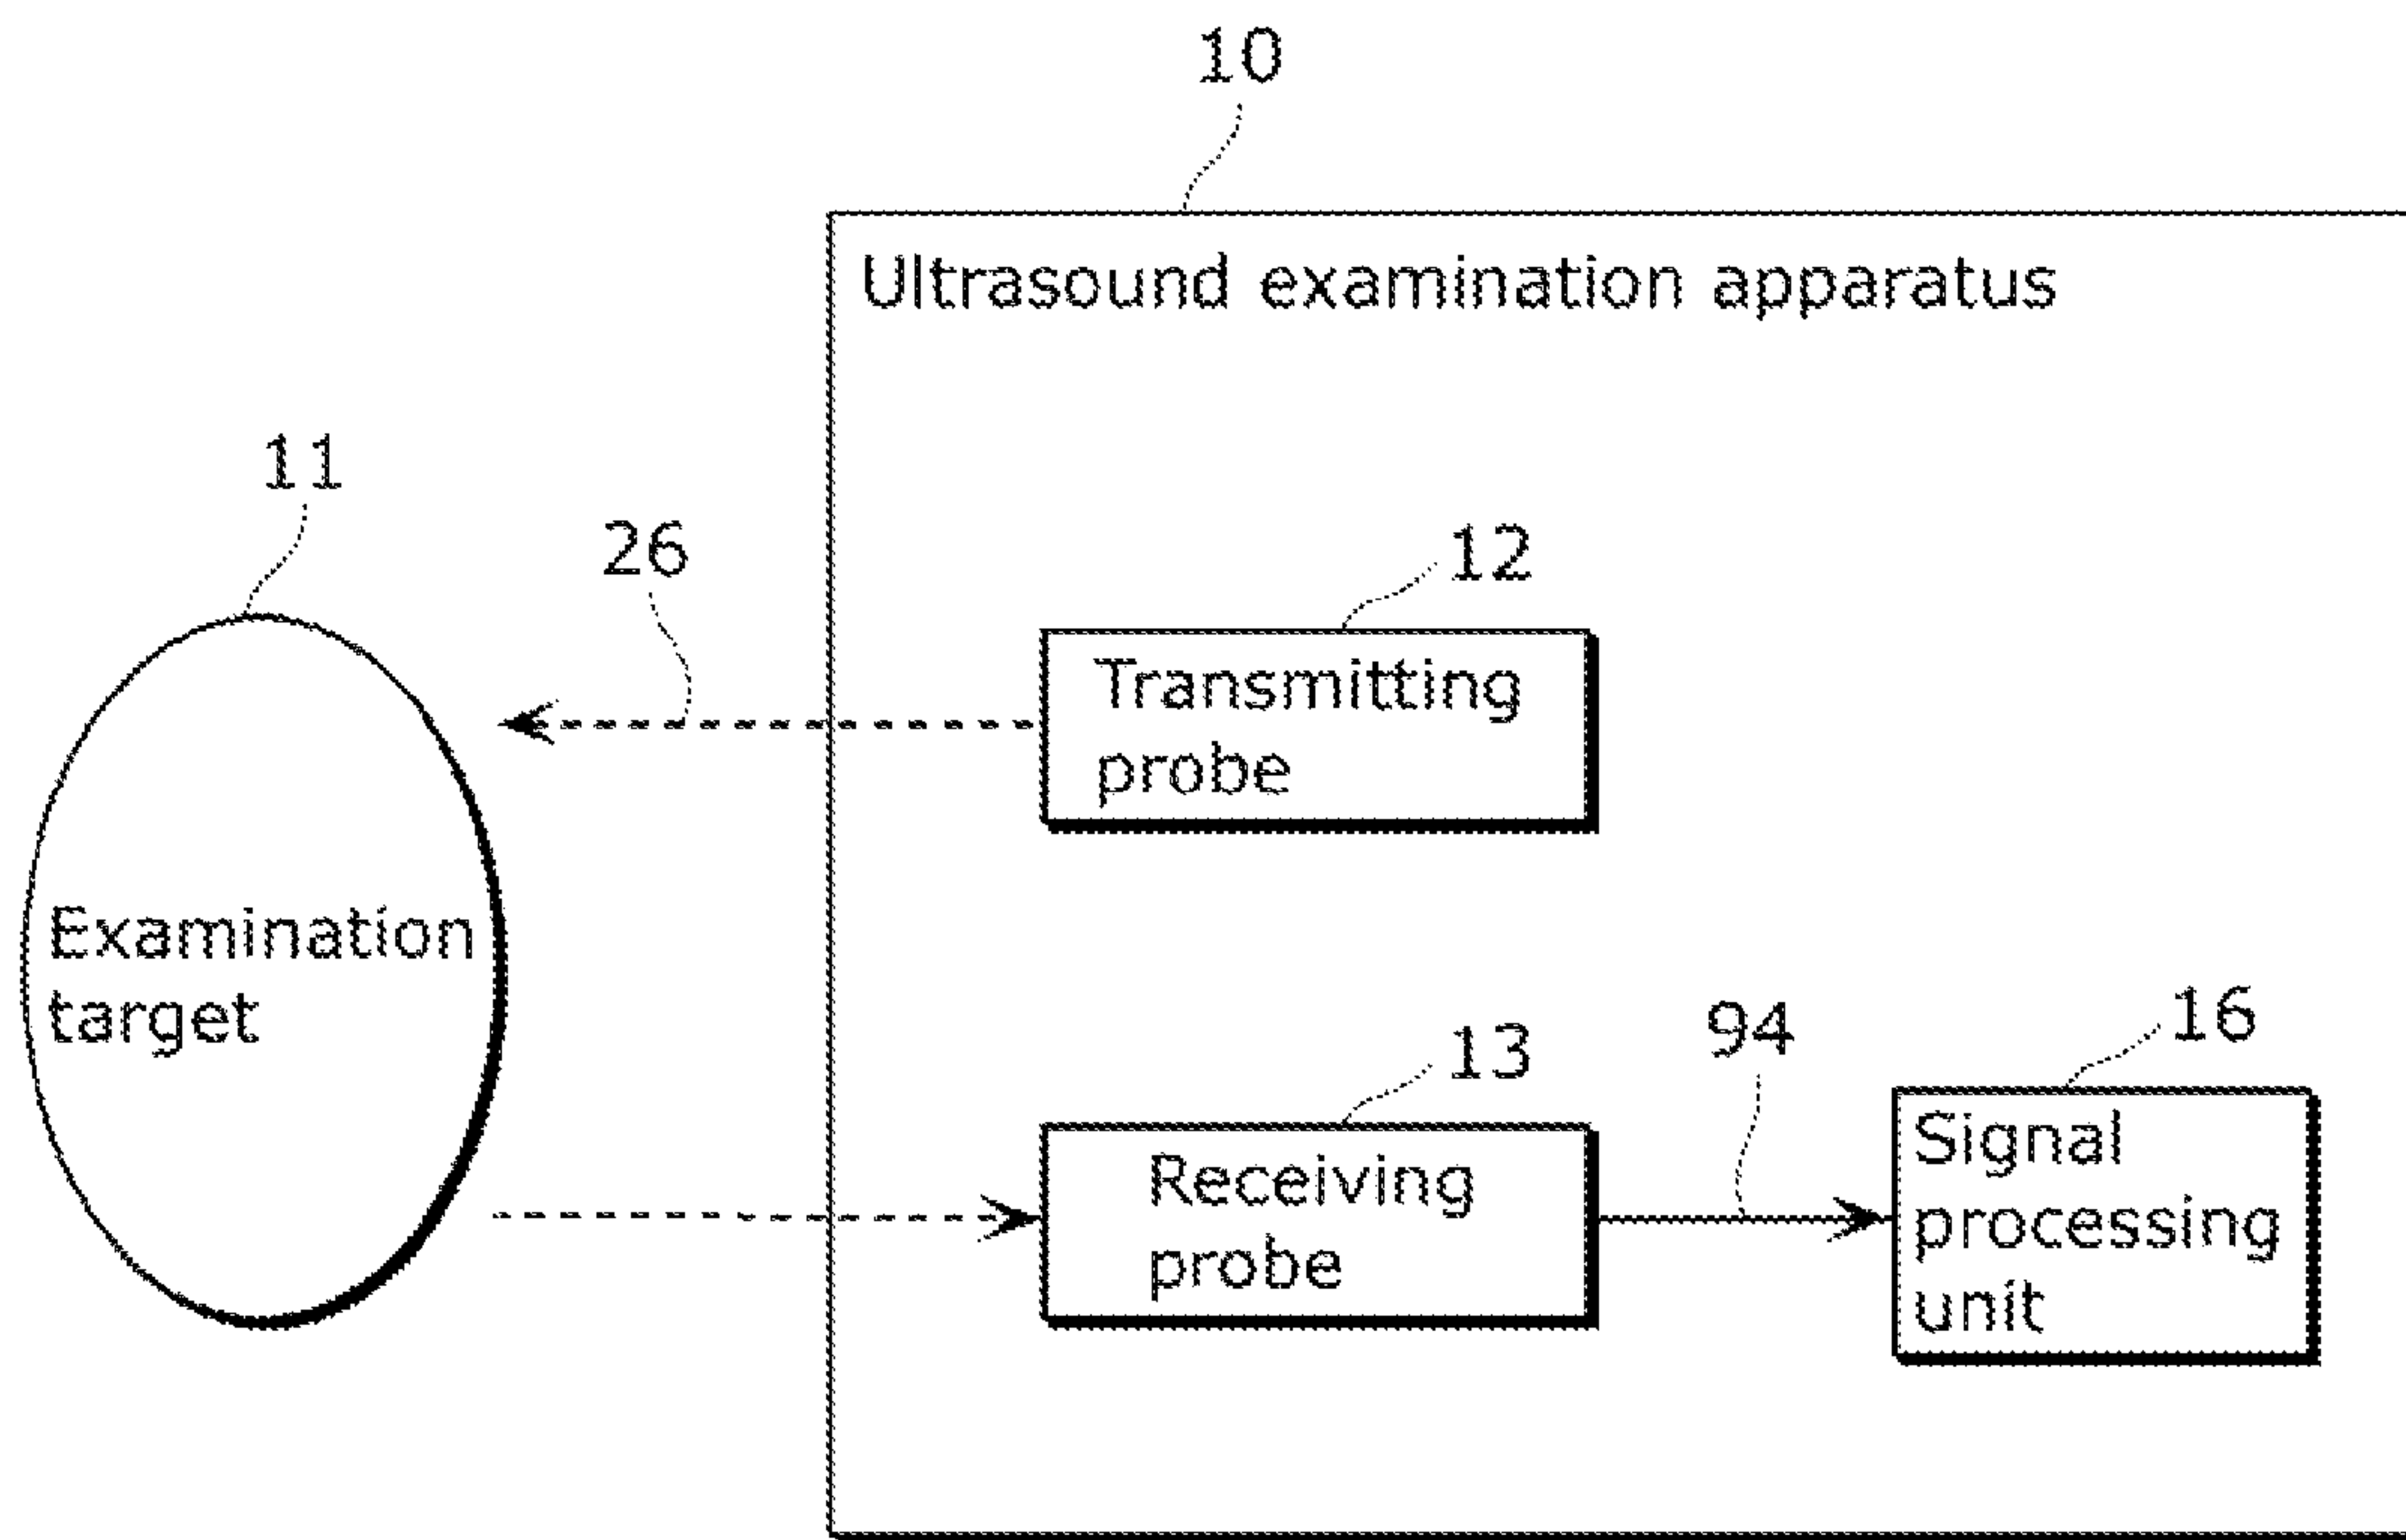 10
Ultrasound examination apparatus
11
26
12
Transmitting
probe
Examination
target
13
94
16
Receiving
probe
Signal
processing
unit